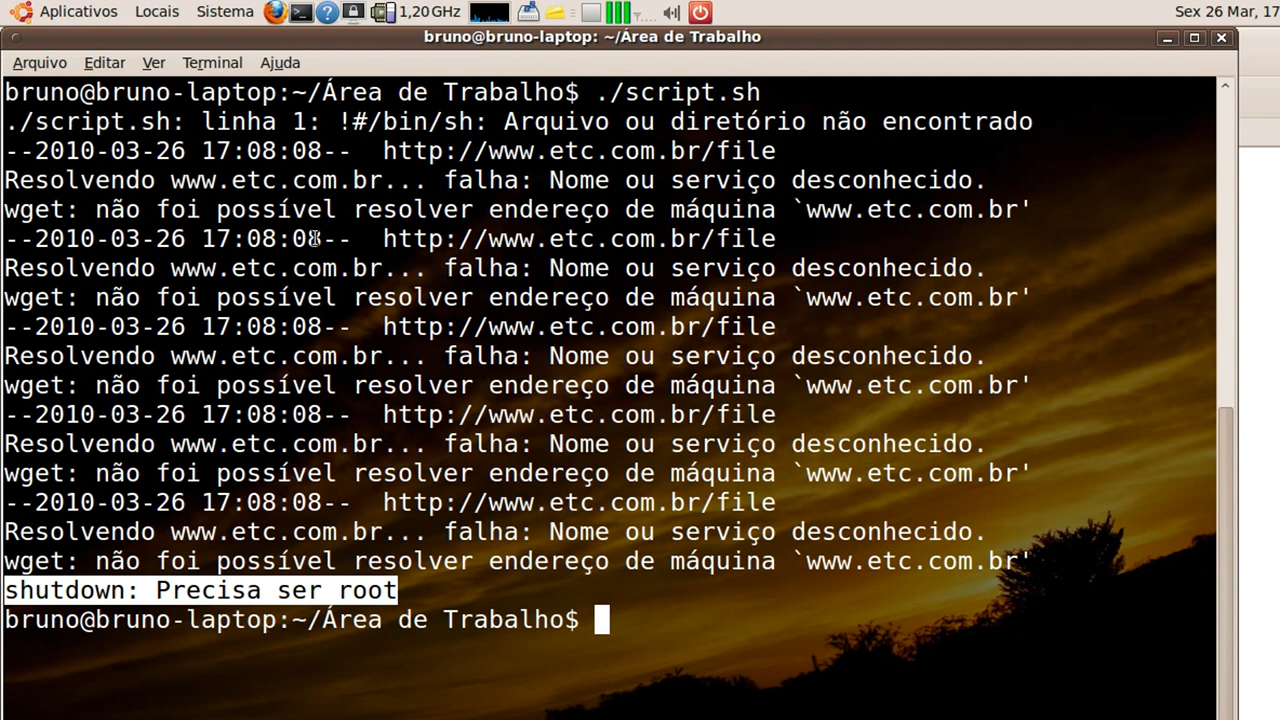 Aplicativos Locais Sistema 1,20 GHz Sex 26 Mar, 17
bruno@bruno-laptop: ~/Área de Trabalho
Arquivo Editar Ver Terminal Ajuda
bruno@bruno-laptop:~/Área de Trabalho$ ./script.sh
./script.sh: linha 1: !#/bin/sh: Arquivo ou diretório não encontrado
--2010-03-26 17:08:08--  http://www.etc.com.br/file
Resolvendo www.etc.com.br... falha: Nome ou serviço desconhecido.
wget: não foi possível resolver endereço de máquina `www.etc.com.br'
--2010-03-26 17:08:08--  http://www.etc.com.br/file
Resolvendo www.etc.com.br... falha: Nome ou serviço desconhecido.
wget: não foi possível resolver endereço de máquina `www.etc.com.br'
--2010-03-26 17:08:08--  http://www.etc.com.br/file
Resolvendo www.etc.com.br... falha: Nome ou serviço desconhecido.
wget: não foi possível resolver endereço de máquina `www.etc.com.br'
--2010-03-26 17:08:08--  http://www.etc.com.br/file
Resolvendo www.etc.com.br... falha: Nome ou serviço desconhecido.
wget: não foi possível resolver endereço de máquina `www.etc.com.br'
--2010-03-26 17:08:08--  http://www.etc.com.br/file
Resolvendo www.etc.com.br... falha: Nome ou serviço desconhecido.
wget: não foi possível resolver endereço de máquina `www.etc.com.br'
shutdown: Precisa ser root
bruno@bruno-laptop:~/Área de Trabalho$